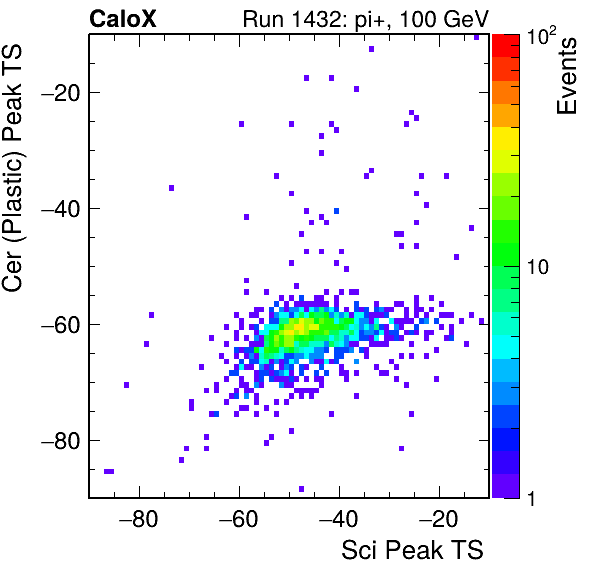 CaloX Run 1432: pi+, 100 GeV
Cer (Plastic) Peak TS
−20
−40
−60
−80
−80 −60 −40 −20
Sci Peak TS
10²
10
1
Events